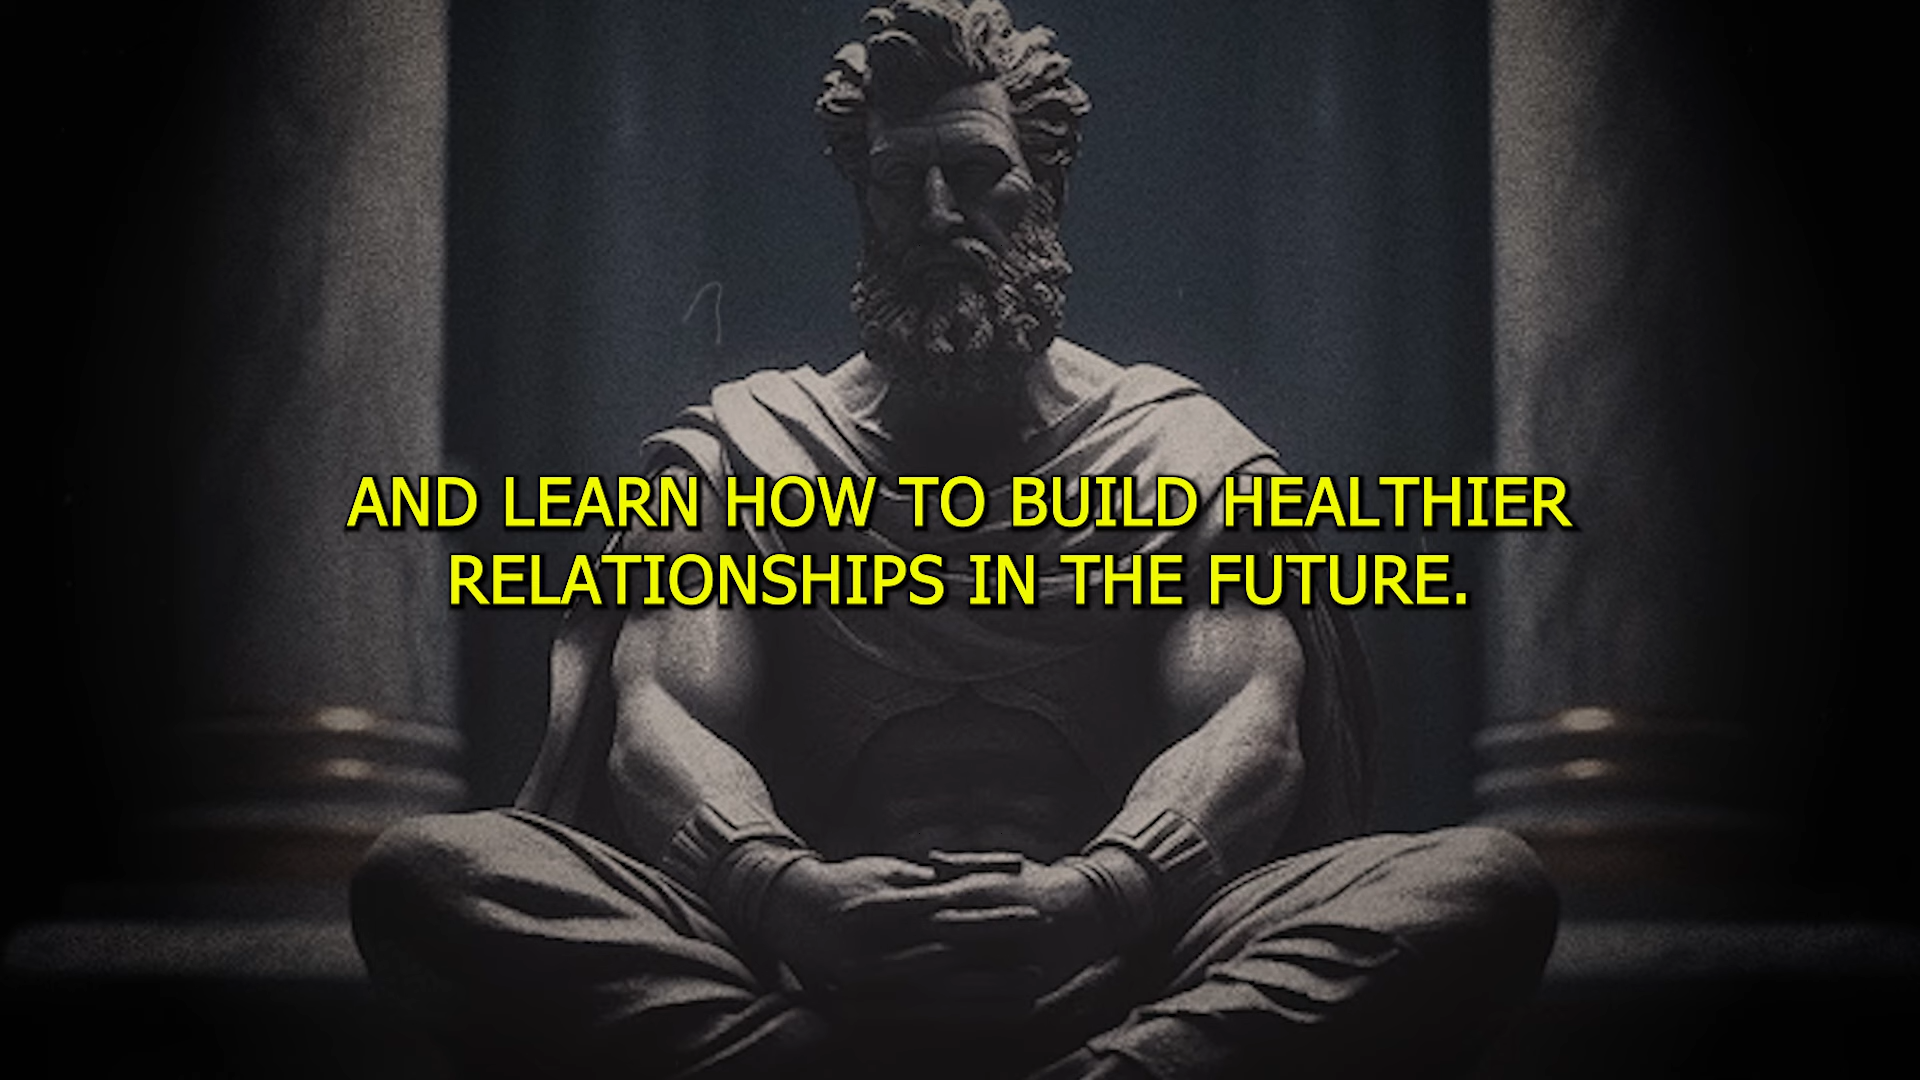 AND LEARN HOW TO BUILD HEALTHIER
RELATIONSHIPS IN THE FUTURE.